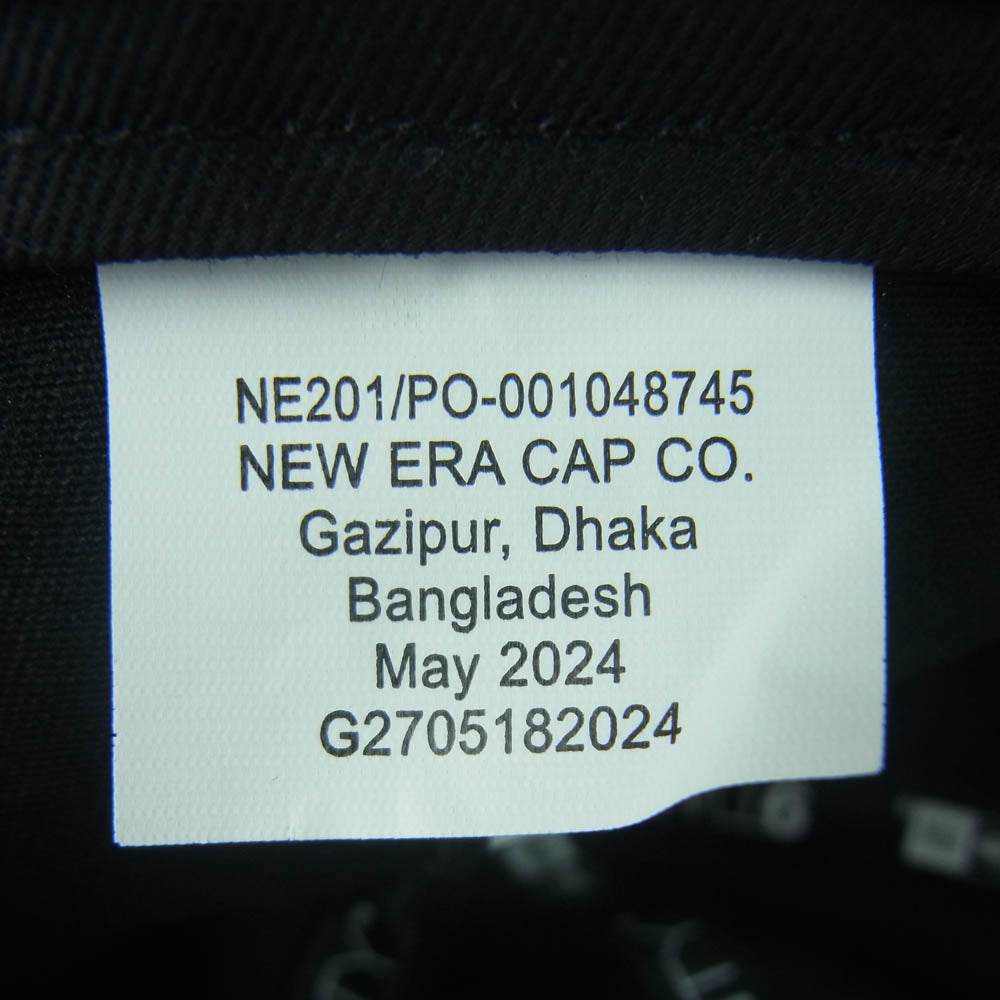 NE201/PO-001048745
NEW ERA CAP CO.
Gazipur, Dhaka
Bangladesh
May 2024
G2705182024